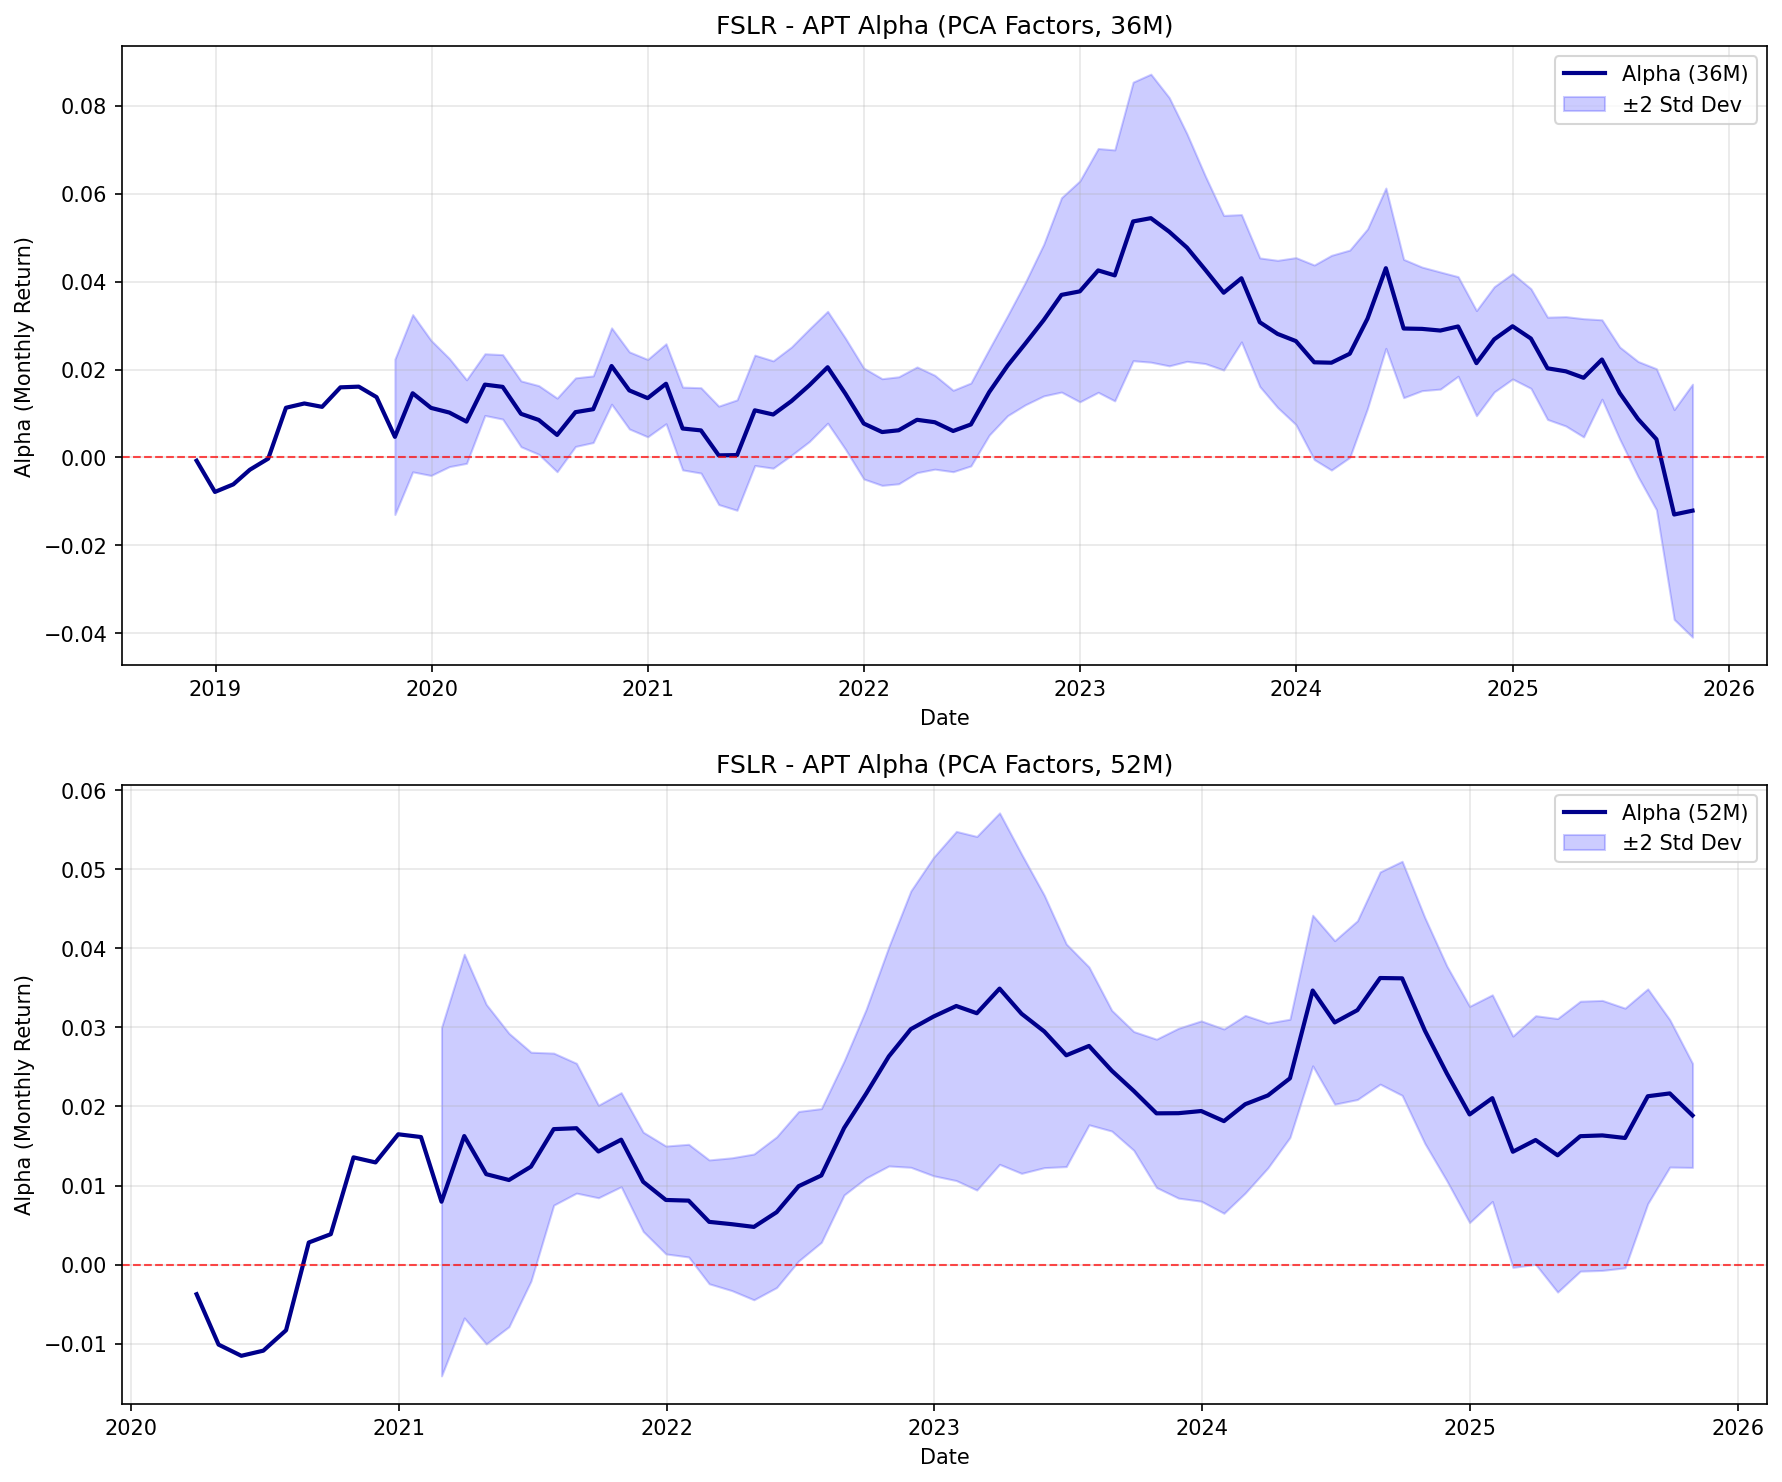 FSLR - APT Alpha (PCA Factors, 36M)
Alpha (36M)
±2 Std Dev
Alpha (Monthly Return)
0.08
0.06
0.04
0.02
0.00
−0.02
−0.04
2019 2020 2021 2022 2023 2024 2025 2026
Date
FSLR - APT Alpha (PCA Factors, 52M)
Alpha (52M)
±2 Std Dev
Alpha (Monthly Return)
0.06
0.05
0.04
0.03
0.02
0.01
0.00
−0.01
2020 2021 2022 2023 2024 2025 2026
Date